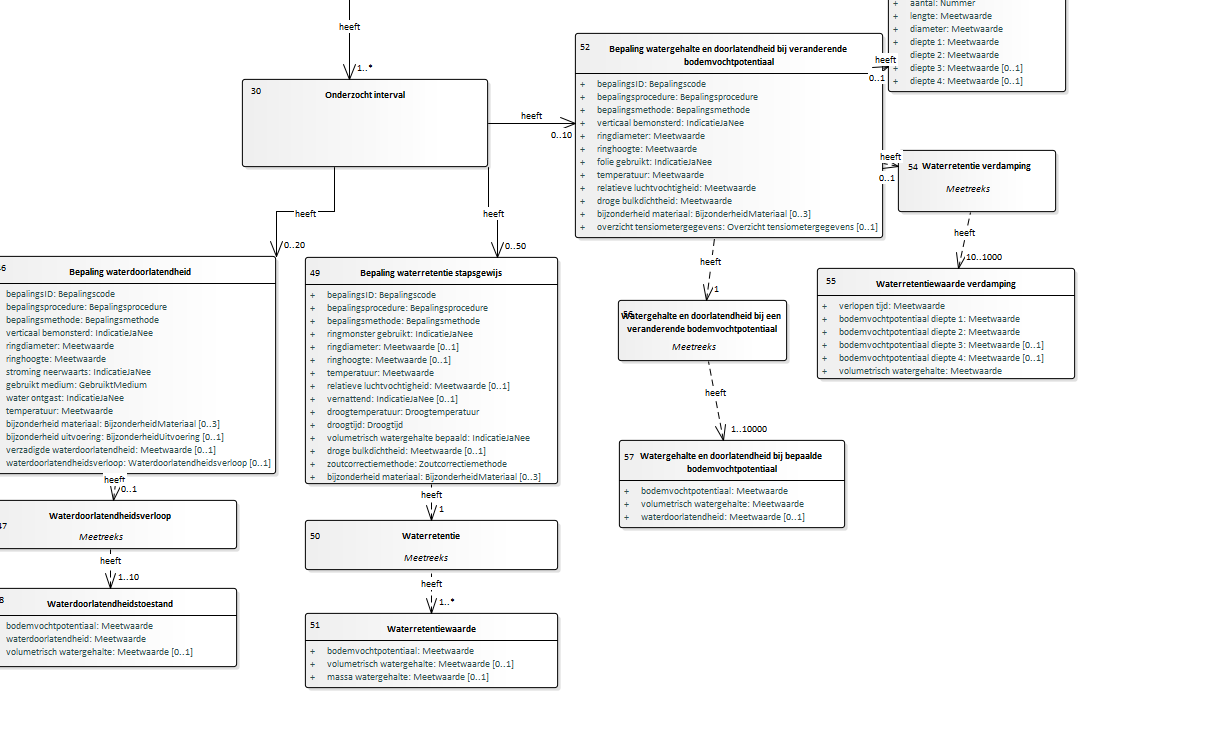 heeft
1..*
30
Onderzocht interval
heeft
0..10
heeft
0..20
heeft
0..50
52
Bepaling watergehalte en doorlatendheid bij veranderende
bodemvochtpotentiaal
+ bepalingsID: Bepalingscode
+ bepalingsprocedure: Bepalingsprocedure
+ bepalingsmethode: Bepalingsmethode
+ verticaal bemonsterd: IndicatieJaNee
+ ringdiameter: Meetwaarde
+ ringhoogte: Meetwaarde
+ folie gebruikt: IndicatieJaNee
+ temperatuur: Meetwaarde
+ relatieve luchtvochtigheid: Meetwaarde
+ droge bulkdichtheid: Meetwaarde
+ bijzonderheid materiaal: BijzonderheidMateriaal [0..3]
+ overzicht tensiometergegevens: Overzicht tensiometergegevens [0..1]
heeft
0..1
+ aantal: Nummer
+ lengte: Meetwaarde
+ diameter: Meetwaarde
+ diepte 1: Meetwaarde
+ diepte 2: Meetwaarde
+ diepte 3: Meetwaarde [0..1]
+ diepte 4: Meetwaarde [0..1]
heeft
0..1
54
Waterretentie verdamping
Meetreeks
heeft
10..1000
55
Waterretentiewaarde verdamping
+ verlopen tijd: Meetwaarde
+ bodemvochtpotentiaal diepte 1: Meetwaarde
+ bodemvochtpotentiaal diepte 2: Meetwaarde
+ bodemvochtpotentiaal diepte 3: Meetwaarde [0..1]
+ bodemvochtpotentiaal diepte 4: Meetwaarde [0..1]
+ volumetrisch watergehalte: Meetwaarde
heeft
1
Watergehalte en doorlatendheid bij een
veranderende bodemvochtpotentiaal
Meetreeks
heeft
1..10000
57
Watergehalte en doorlatendheid bij bepaalde
bodemvochtpotentiaal
+ bodemvochtpotentiaal: Meetwaarde
+ volumetrisch watergehalte: Meetwaarde
+ waterdoorlatendheid: Meetwaarde [0..1]
6
Bepaling waterdoorlatendheid
bepalingsID: Bepalingscode
bepalingsprocedure: Bepalingsprocedure
bepalingsmethode: Bepalingsmethode
verticaal bemonsterd: IndicatieJaNee
ringdiameter: Meetwaarde
ringhoogte: Meetwaarde
stroming neerwaarts: IndicatieJaNee
gebruikt medium: GebruiktMedium
water ontgast: IndicatieJaNee
temperatuur: Meetwaarde
bijzonderheid materiaal: BijzonderheidMateriaal [0..3]
bijzonderheid uitvoering: BijzonderheidUitvoering [0..1]
verzadigde waterdoorlatendheid: Meetwaarde [0..1]
waterdoorlatendheidsverloop: Waterdoorlatendheidsverloop [0..1]
heeft
0..1
47
Waterdoorlatendheidsverloop
Meetreeks
heeft
1..10
8
Waterdoorlatendheidstoestand
bodemvochtpotentiaal: Meetwaarde
waterdoorlatendheid: Meetwaarde
volumetrisch watergehalte: Meetwaarde [0..1]
49
Bepaling waterretentie stapsgewijs
+ bepalingsID: Bepalingscode
+ bepalingsprocedure: Bepalingsprocedure
+ bepalingsmethode: Bepalingsmethode
+ ringmonster gebruikt: IndicatieJaNee
+ ringdiameter: Meetwaarde [0..1]
+ ringhoogte: Meetwaarde [0..1]
+ temperatuur: Meetwaarde
+ relatieve luchtvochtigheid: Meetwaarde [0..1]
+ vernattend: IndicatieJaNee [0..1]
+ droogtemperatuur: Droogtemperatuur
+ droogtijd: Droogtijd
+ volumetrisch watergehalte bepaald: IndicatieJaNee
+ droge bulkdichtheid: Meetwaarde [0..1]
+ zoutcorrectiemethode: Zoutcorrectiemethode
+ bijzonderheid materiaal: BijzonderheidMateriaal [0..3]
heeft
1
50
Waterretentie
Meetreeks
heeft
1..*
51
Waterretentiewaarde
+ bodemvochtpotentiaal: Meetwaarde
+ volumetrisch watergehalte: Meetwaarde [0..1]
+ massa watergehalte: Meetwaarde [0..1]